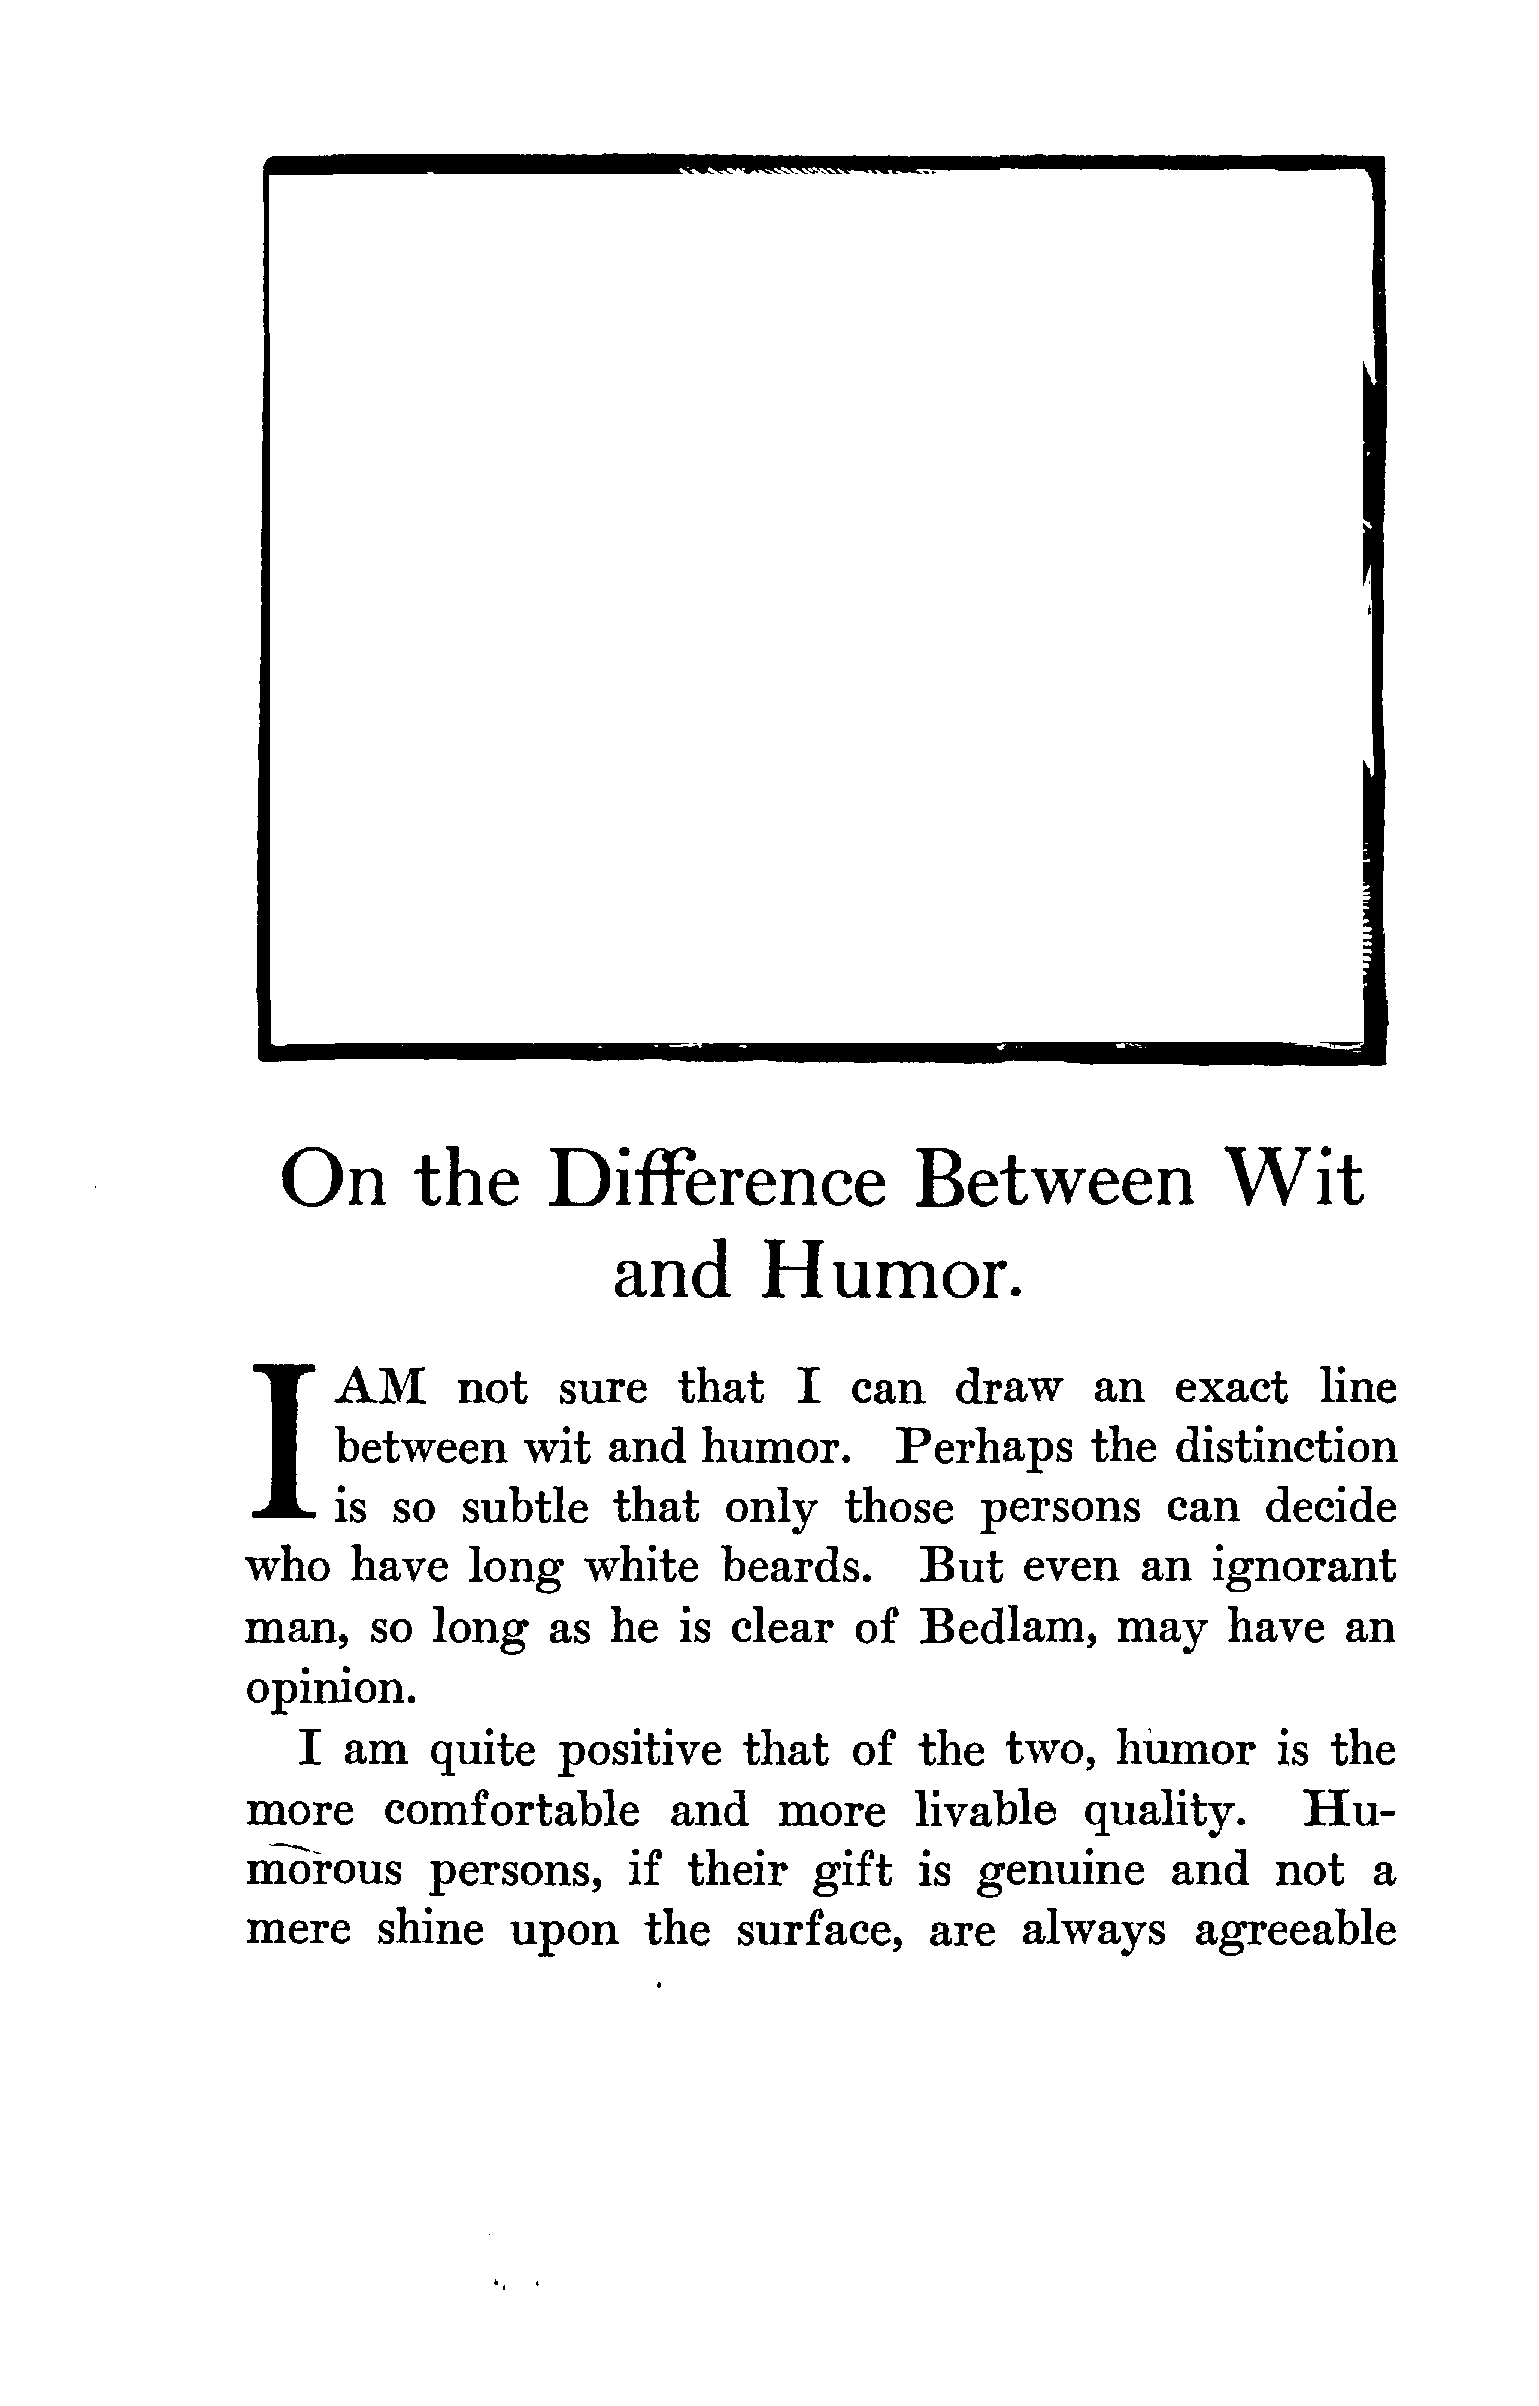 On the Difference Between Wit
and Humor.
I AM not sure that I can draw an exact line
between wit and humor. Perhaps the distinction
is so subtle that only those persons can decide
who have long white beards. But even an ignorant
man, so long as he is clear of Bedlam, may have an
opinion.
I am quite positive that of the two, humor is the
more comfortable and more livable quality. Hu-
morous persons, if their gift is genuine and not a
mere shine upon the surface, are always agreeable